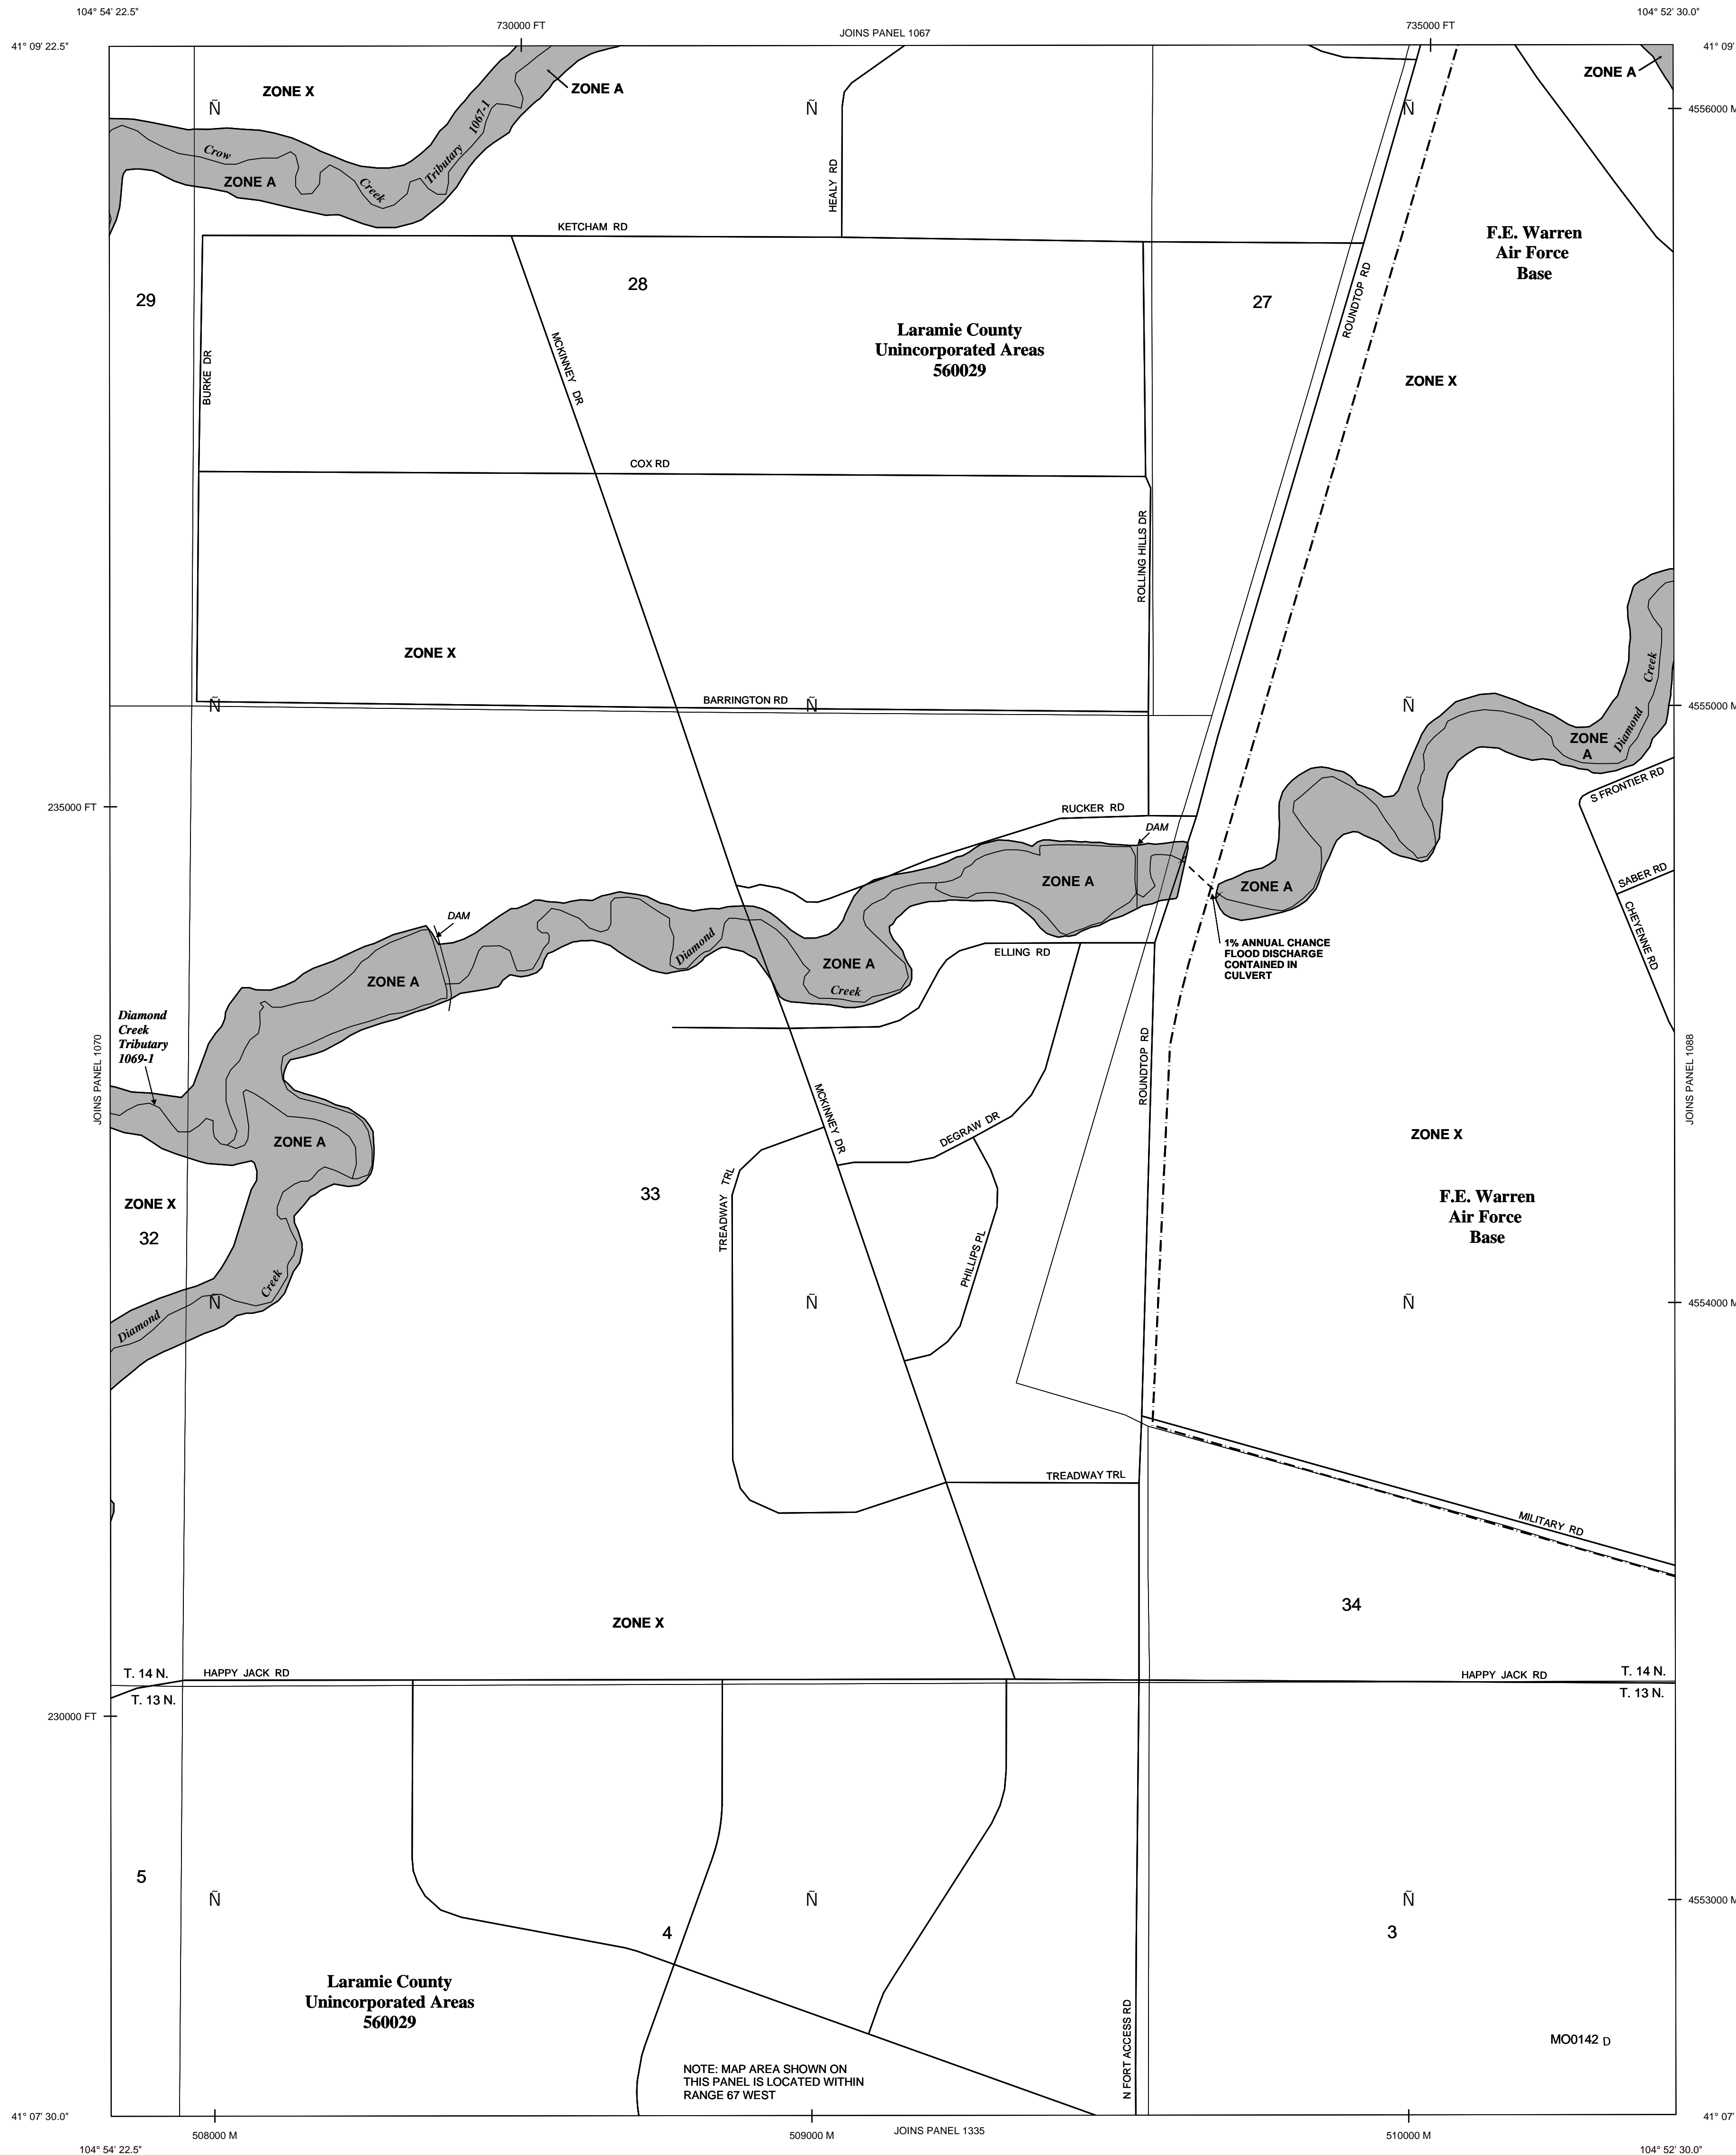 104° 54' 22.5"
104° 52' 30.0"
730000 FT
735000 FT
JOINS PANEL 1067
41° 09' 22.5"
41° 09'
ZONE X
ZONE A
ZONE A
Ñ
Ñ
Ñ
4556000 M
Crow
Creek
Tributary
1067-1
ZONE A
HEALY RD
KETCHAM RD
F.E. Warren
Air Force
Base
29
28
27
ROUNDTOP RD
Laramie County
Unincorporated Areas
560029
BURKE DR
MCKINNEY DR
ZONE X
COX RD
ROLLING HILLS DR
ZONE X
BARRINGTON RD
Ñ
Ñ
Ñ
4555000 M
Creek
Diamond
ZONE
A
S FRONTIER RD
235000 FT
RUCKER RD
DAM
ZONE A
ZONE A
SABER RD
CHEYENNE RD
DAM
Diamond
ZONE A
Creek
ELLING RD
1% ANNUAL CHANCE
FLOOD DISCHARGE
CONTAINED IN
CULVERT
ZONE A
Diamond
Creek
Tributary
1069-1
JOINS PANEL 1070
JOINS PANEL 1088
ROUNDTOP RD
MCKINNEY DR
DEGRAW DR
ZONE A
ZONE X
ZONE X
32
33
TREADWAY TRL
F.E. Warren
Air Force
Base
PHILLIPS PL
Creek
Diamond
Ñ
Ñ
Ñ
4554000 M
TREADWAY TRL
MILITARY RD
34
ZONE X
T. 14 N.
HAPPY JACK RD
HAPPY JACK RD
T. 14 N.
T. 13 N.
T. 13 N.
230000 FT
5
Ñ
Ñ
Ñ
4553000 M
4
3
Laramie County
Unincorporated Areas
560029
N FORT ACCESS RD
MO0142 D
NOTE: MAP AREA SHOWN ON
THIS PANEL IS LOCATED WITHIN
RANGE 67 WEST
41° 07' 30.0"
41° 07'
508000 M
509000 M
JOINS PANEL 1335
510000 M
104° 54' 22.5"
104° 52' 30.0"